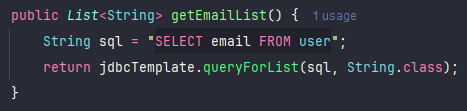 public List<String> getEmailList() { 1 usage
    String sql = "SELECT email FROM user";
    return jdbcTemplate.queryForList(sql, String.class);
}